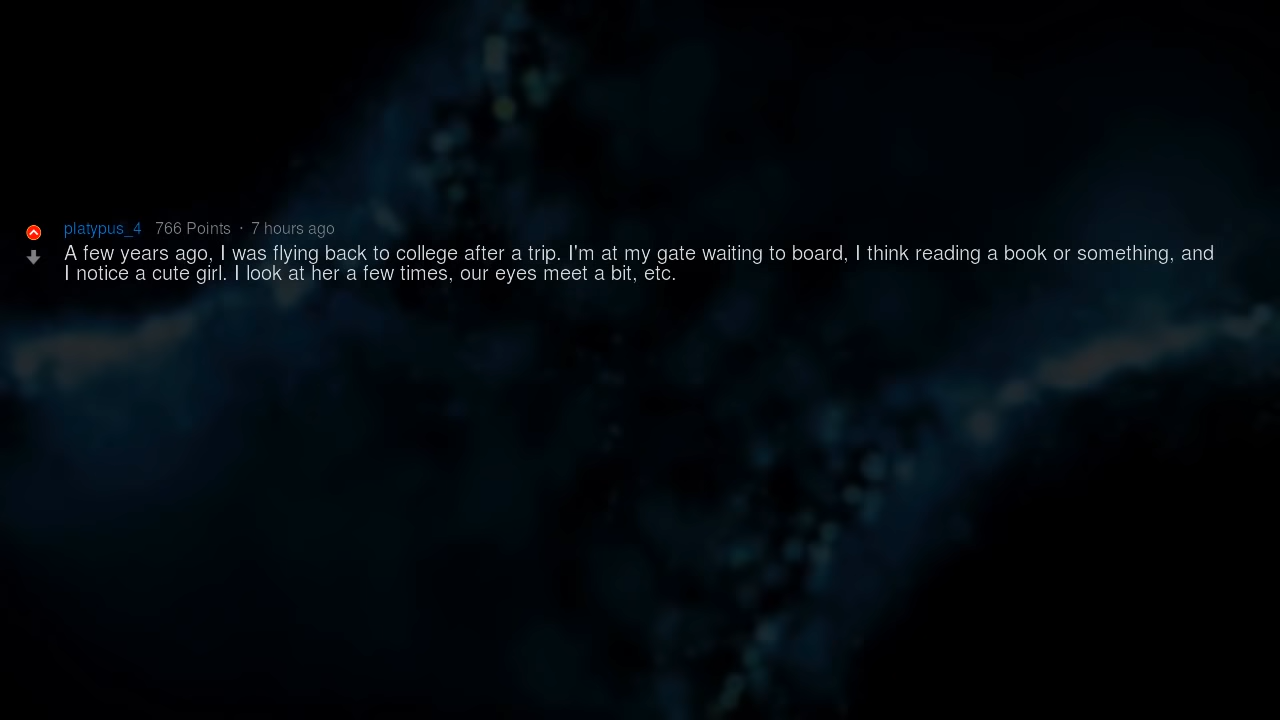 platypus_4 766 Points · 7 hours ago
A few years ago, I was flying back to college after a trip. I'm at my gate waiting to board, I think reading a book or something, and
I notice a cute girl. I look at her a few times, our eyes meet a bit, etc.